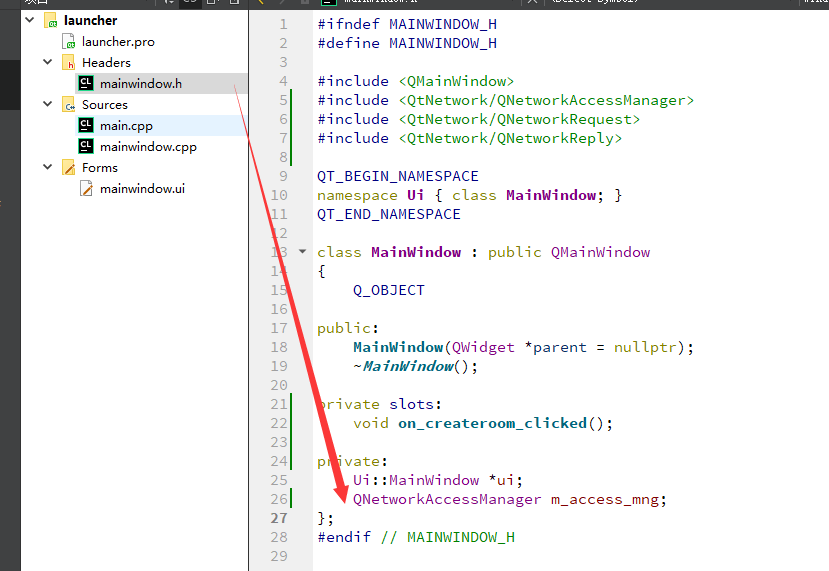 launcher
launcher.pro
Headers
mainwindow.h
Sources
main.cpp
mainwindow.cpp
Forms
mainwindow.ui
1 #ifndef MAINWINDOW_H
2 #define MAINWINDOW_H
3
4 #include <QMainWindow>
5 #include <QtNetwork/QNetworkAccessManager>
6 #include <QtNetwork/QNetworkRequest>
7 #include <QtNetwork/QNetworkReply>
8
9 QT_BEGIN_NAMESPACE
10 namespace Ui { class MainWindow; }
11 QT_END_NAMESPACE
12
13 class MainWindow : public QMainWindow
14 {
15 Q_OBJECT
16
17 public:
18 MainWindow(QWidget *parent = nullptr);
19 ~MainWindow();
20
21 private slots:
22 void on_createroom_clicked();
23
24 private:
25 Ui::MainWindow *ui;
26 QNetworkAccessManager m_access_mng;
27 };
28 #endif // MAINWINDOW_H
29